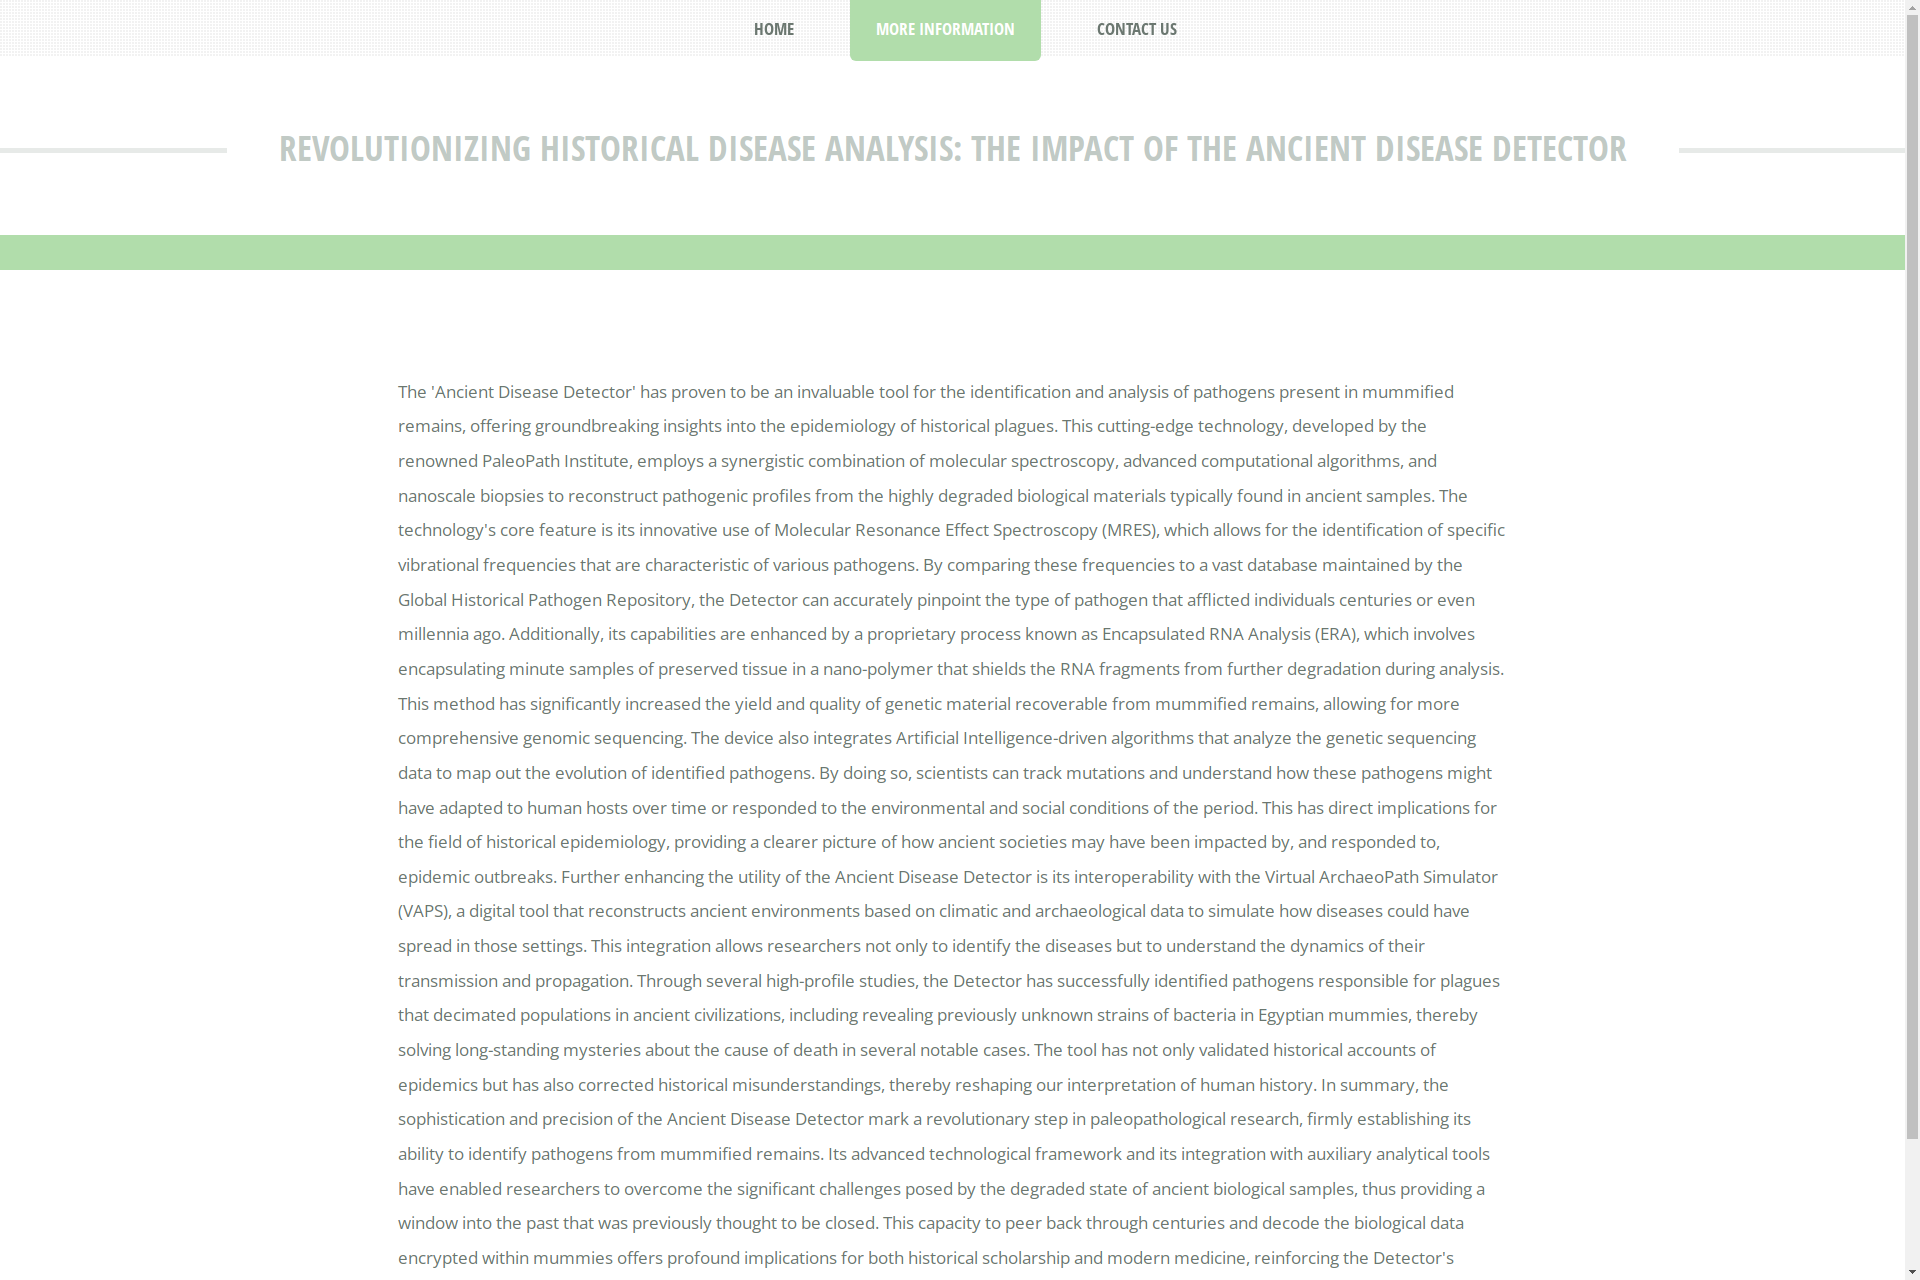 HOME
MORE INFORMATION
CONTACT US
REVOLUTIONIZING HISTORICAL DISEASE ANALYSIS: THE IMPACT OF THE ANCIENT DISEASE DETECTOR
The 'Ancient Disease Detector' has proven to be an invaluable tool for the identification and analysis of pathogens present in mummified
remains, offering groundbreaking insights into the epidemiology of historical plagues. This cutting-edge technology, developed by the
renowned PaleoPath Institute, employs a synergistic combination of molecular spectroscopy, advanced computational algorithms, and
nanoscale biopsies to reconstruct pathogenic profiles from the highly degraded biological materials typically found in ancient samples. The
technology's core feature is its innovative use of Molecular Resonance Effect Spectroscopy (MRES), which allows for the identification of specific
vibrational frequencies that are characteristic of various pathogens. By comparing these frequencies to a vast database maintained by the
Global Historical Pathogen Repository, the Detector can accurately pinpoint the type of pathogen that afflicted individuals centuries or even
millennia ago. Additionally, its capabilities are enhanced by a proprietary process known as Encapsulated RNA Analysis (ERA), which involves
encapsulating minute samples of preserved tissue in a nano-polymer that shields the RNA fragments from further degradation during analysis.
This method has significantly increased the yield and quality of genetic material recoverable from mummified remains, allowing for more
comprehensive genomic sequencing. The device also integrates Artificial Intelligence-driven algorithms that analyze the genetic sequencing
data to map out the evolution of identified pathogens. By doing so, scientists can track mutations and understand how these pathogens might
have adapted to human hosts over time or responded to the environmental and social conditions of the period. This has direct implications for
the field of historical epidemiology, providing a clearer picture of how ancient societies may have been impacted by, and responded to,
epidemic outbreaks. Further enhancing the utility of the Ancient Disease Detector is its interoperability with the Virtual ArchaeoPath Simulator
(VAPS), a digital tool that reconstructs ancient environments based on climatic and archaeological data to simulate how diseases could have
spread in those settings. This integration allows researchers not only to identify the diseases but to understand the dynamics of their
transmission and propagation. Through several high-profile studies, the Detector has successfully identified pathogens responsible for plagues
that decimated populations in ancient civilizations, including revealing previously unknown strains of bacteria in Egyptian mummies, thereby
solving long-standing mysteries about the cause of death in several notable cases. The tool has not only validated historical accounts of
epidemics but has also corrected historical misunderstandings, thereby reshaping our interpretation of human history. In summary, the
sophistication and precision of the Ancient Disease Detector mark a revolutionary step in paleopathological research, firmly establishing its
ability to identify pathogens from mummified remains. Its advanced technological framework and its integration with auxiliary analytical tools
have enabled researchers to overcome the significant challenges posed by the degraded state of ancient biological samples, thus providing a
window into the past that was previously thought to be closed. This capacity to peer back through centuries and decode the biological data
encrypted within mummies offers profound implications for both historical scholarship and modern medicine, reinforcing the Detector's